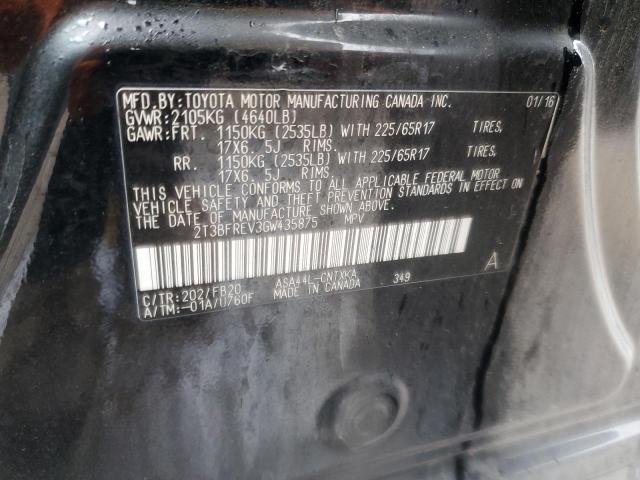 MFD.BY:TOYOTA MOTOR MANUFACTURING CANADA INC. 01/16
GVWR:2105KG (4640LB)
GAWR:FRT. 1150KG (2535LB) WITH 225/65R17 TIRES,
17X6.5J RIMS.
RR. 1150KG (2535LB) WITH 225/65R17 TIRES,
17X6.5J RIMS.
THIS VEHICLE CONFORMS TO ALL APPLICABLE FEDERAL MOTOR
VEHICLE SAFETY AND THEFT PREVENTION STANDARDS IN EFFECT ON
THE DATE OF MANUFACTURE SHOWN ABOVE.
2T3BFREV3GW435875 MPV
C/TR:202/FB20 ASA44L-CNTXKA 349 A
A/TM:-01A/U760F MADE IN CANADA